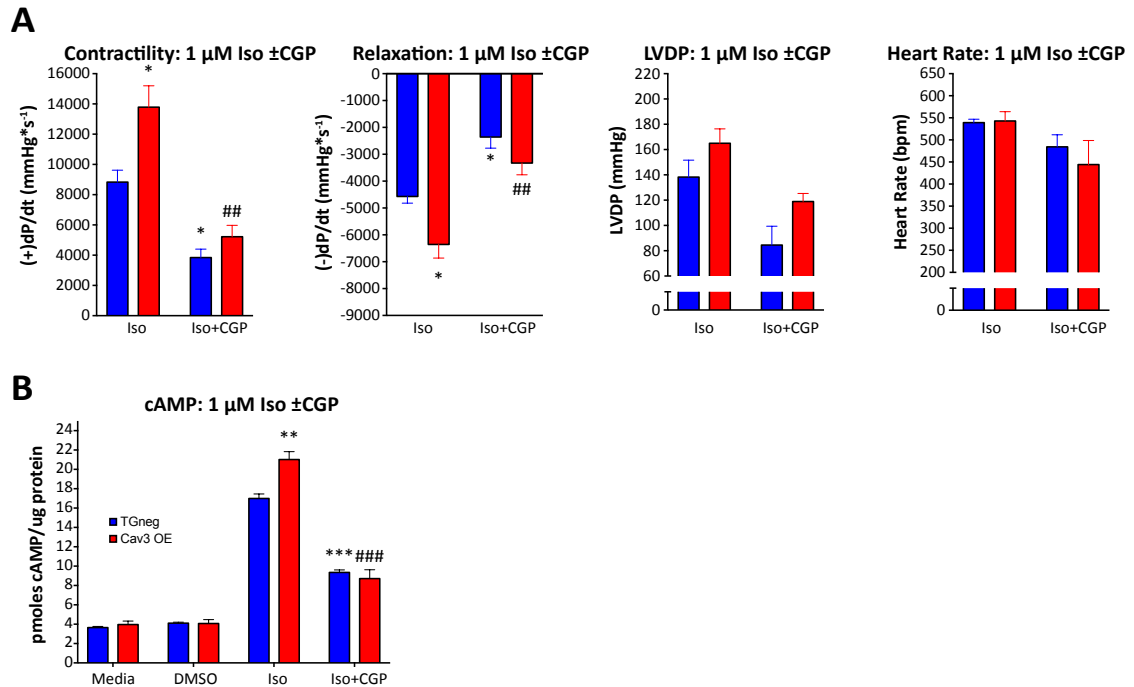 A
Contractility: 1 µM Iso ±CGP
(+)dP/dt (mmHg*s⁻¹)
16000
14000
12000
10000
8000
6000
4000
2000
0
*
*
##
Iso
Iso+CGP
Relaxation: 1 µM Iso ±CGP
(-)dP/dt (mmHg*s⁻¹)
0
-1000
-2000
-3000
-4000
-5000
-6000
-7000
-8000
-9000
*
*
##
Iso
Iso+CGP
LVDP: 1 µM Iso ±CGP
LVDP (mmHg)
220
200
180
160
140
120
100
80
60
0
Iso
Iso+CGP
Heart Rate: 1 µM Iso ±CGP
Heart Rate (bpm)
650
600
550
500
450
400
350
300
250
200
0
Iso
Iso+CGP
B
cAMP: 1 µM Iso ±CGP
pmoles cAMP/ug protein
24
22
20
18
16
14
12
10
8
6
4
2
0
TGneg
Cav3 OE
**
***
###
Media
DMSO
Iso
Iso+CGP